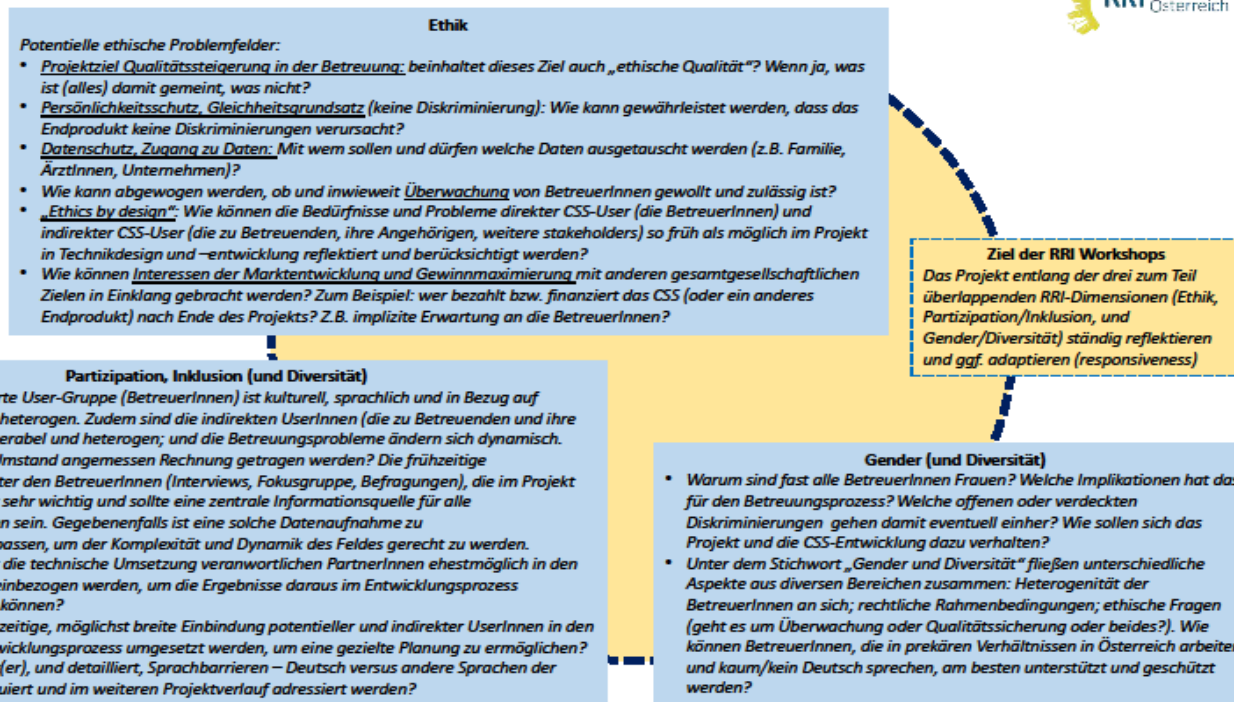 RRI Österreich
Ethik
Potentielle ethische Problemfelder:
• Projektziel Qualitätssteigerung in der Betreuung: beinhaltet dieses Ziel auch „ethische Qualität“? Wenn ja, was
ist (alles) damit gemeint, was nicht?
• Persönlichkeitsschutz, Gleichheitsgrundsatz (keine Diskriminierung): Wie kann gewährleistet werden, dass das
Endprodukt keine Diskriminierungen verursacht?
• Datenschutz, Zugang zu Daten: Mit wem sollen und dürfen welche Daten ausgetauscht werden (z.B. Familie,
ÄrztInnen, Unternehmen)?
• Wie kann abgewogen werden, ob und inwieweit Überwachung von BetreuerInnen gewollt und zulässig ist?
• „Ethics by design“: Wie können die Bedürfnisse und Probleme direkter CSS-User (die BetreuerInnen) und
indirekter CSS-User (die zu Betreuenden, ihre Angehörigen, weitere stakeholders) so früh als möglich im Projekt
in Technikdesign und –entwicklung reflektiert und berücksichtigt werden?
• Wie können Interessen der Marktentwicklung und Gewinnmaximierung mit anderen gesamtgesellschaftlichen
Zielen in Einklang gebracht werden? Zum Beispiel: wer bezahlt bzw. finanziert das CSS (oder ein anderes
Endprodukt) nach Ende des Projekts? Z.B. implizite Erwartung an die BetreuerInnen?
Ziel der RRI Workshops
Das Projekt entlang der drei zum Teil
überlappenden RRI-Dimensionen (Ethik,
Partizipation/Inklusion, und
Gender/Diversität) ständig reflektieren
und ggf. adaptieren (responsiveness)
Partizipation, Inklusion (und Diversität)
rte User-Gruppe (BetreuerInnen) ist kulturell, sprachlich und in Bezug auf
heterogen. Zudem sind die indirekten UserInnen (die zu Betreuenden und ihre
erabel und heterogen; und die Betreuungsprobleme ändern sich dynamisch.
Umstand angemessen Rechnung getragen werden? Die frühzeitige
ter den BetreuerInnen (Interviews, Fokusgruppe, Befragungen), die im Projekt
sehr wichtig und sollte eine zentrale Informationsquelle für alle
en sein. Gegebenenfalls ist eine solche Datenaufnahme zu
passen, um der Komplexität und Dynamik des Feldes gerecht zu werden.
die technische Umsetzung veranwortlichen PartnerInnen ehestmöglich in den
einbezogen werden, um die Ergebnisse daraus im Entwicklungsprozess
können?
zeitige, möglichst breite Einbindung potentieller und indirekter UserInnen in den
wicklungsprozess umgesetzt werden, um eine gezielte Planung zu ermöglichen?
(er), und detailliert, Sprachbarrieren – Deutsch versus andere Sprachen der
uiert und im weiteren Projektverlauf adressiert werden?
Gender (und Diversität)
• Warum sind fast alle BetreuerInnen Frauen? Welche Implikationen hat das
für den Betreuungsprozess? Welche offenen oder verdeckten
Diskriminierungen gehen damit eventuell einher? Wie sollen sich das
Projekt und die CSS-Entwicklung dazu verhalten?
• Unter dem Stichwort „Gender und Diversität“ fließen unterschiedliche
Aspekte aus diversen Bereichen zusammen: Heterogenität der
BetreuerInnen an sich; rechtliche Rahmenbedingungen; ethische Fragen
(geht es um Überwachung oder Qualitätssicherung oder beides?). Wie
können BetreuerInnen, die in prekären Verhältnissen in Österreich arbeiten
und kaum/kein Deutsch sprechen, am besten unterstützt und geschützt
werden?